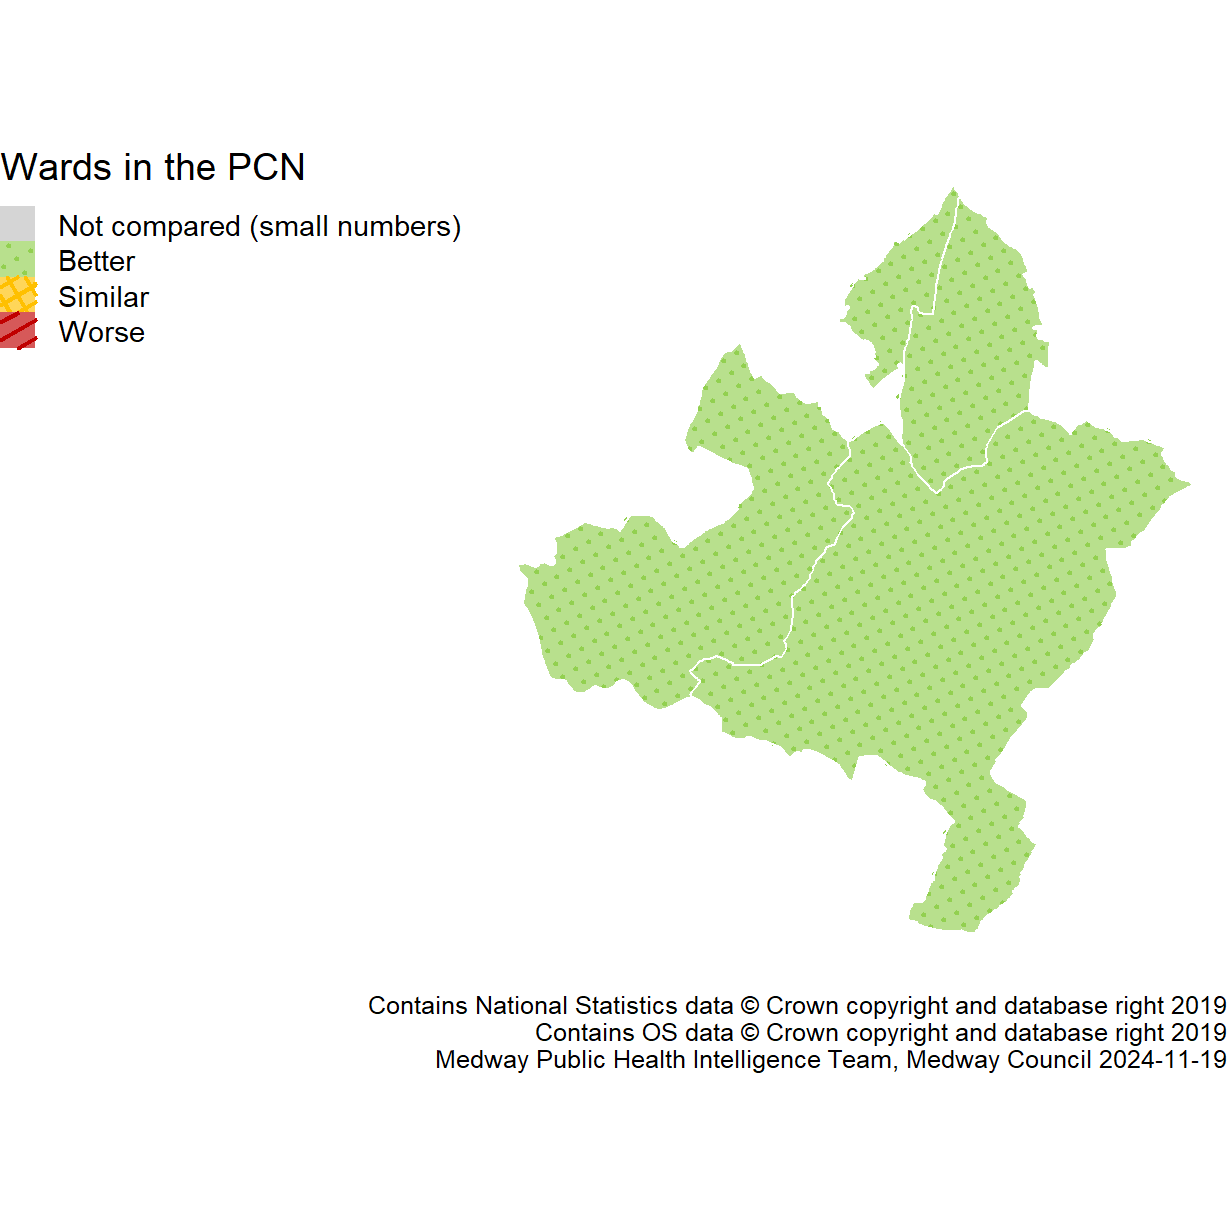 Wards in the PCN
Not compared (small numbers)
Better
Similar
Worse
Contains National Statistics data © Crown copyright and database right 2019
Contains OS data © Crown copyright and database right 2019
Medway Public Health Intelligence Team, Medway Council 2024-11-19